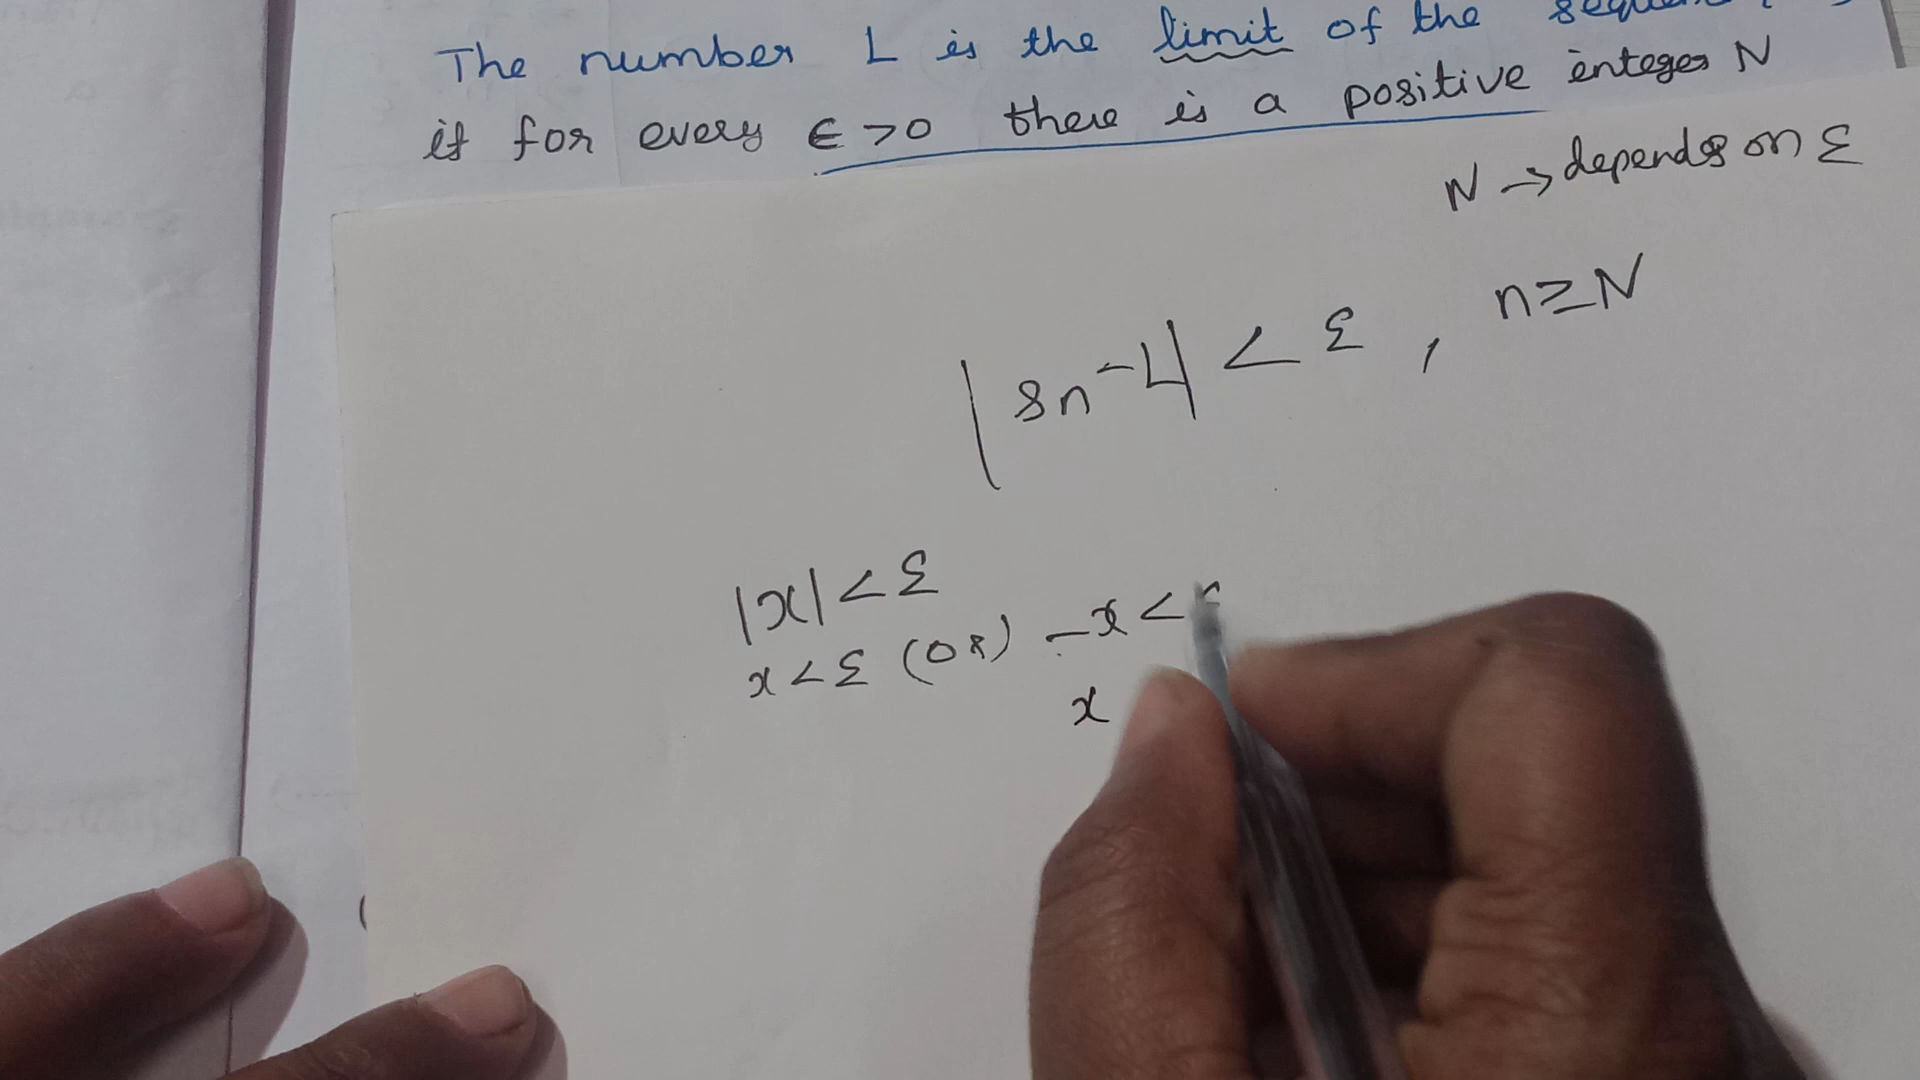 The number L is the limit of the
if for every ϵ >0 there is a positive integer N
N → depends on ε
|sn-L| < ε , n≥N
|x| < ε
x < ε (or) -x <
x